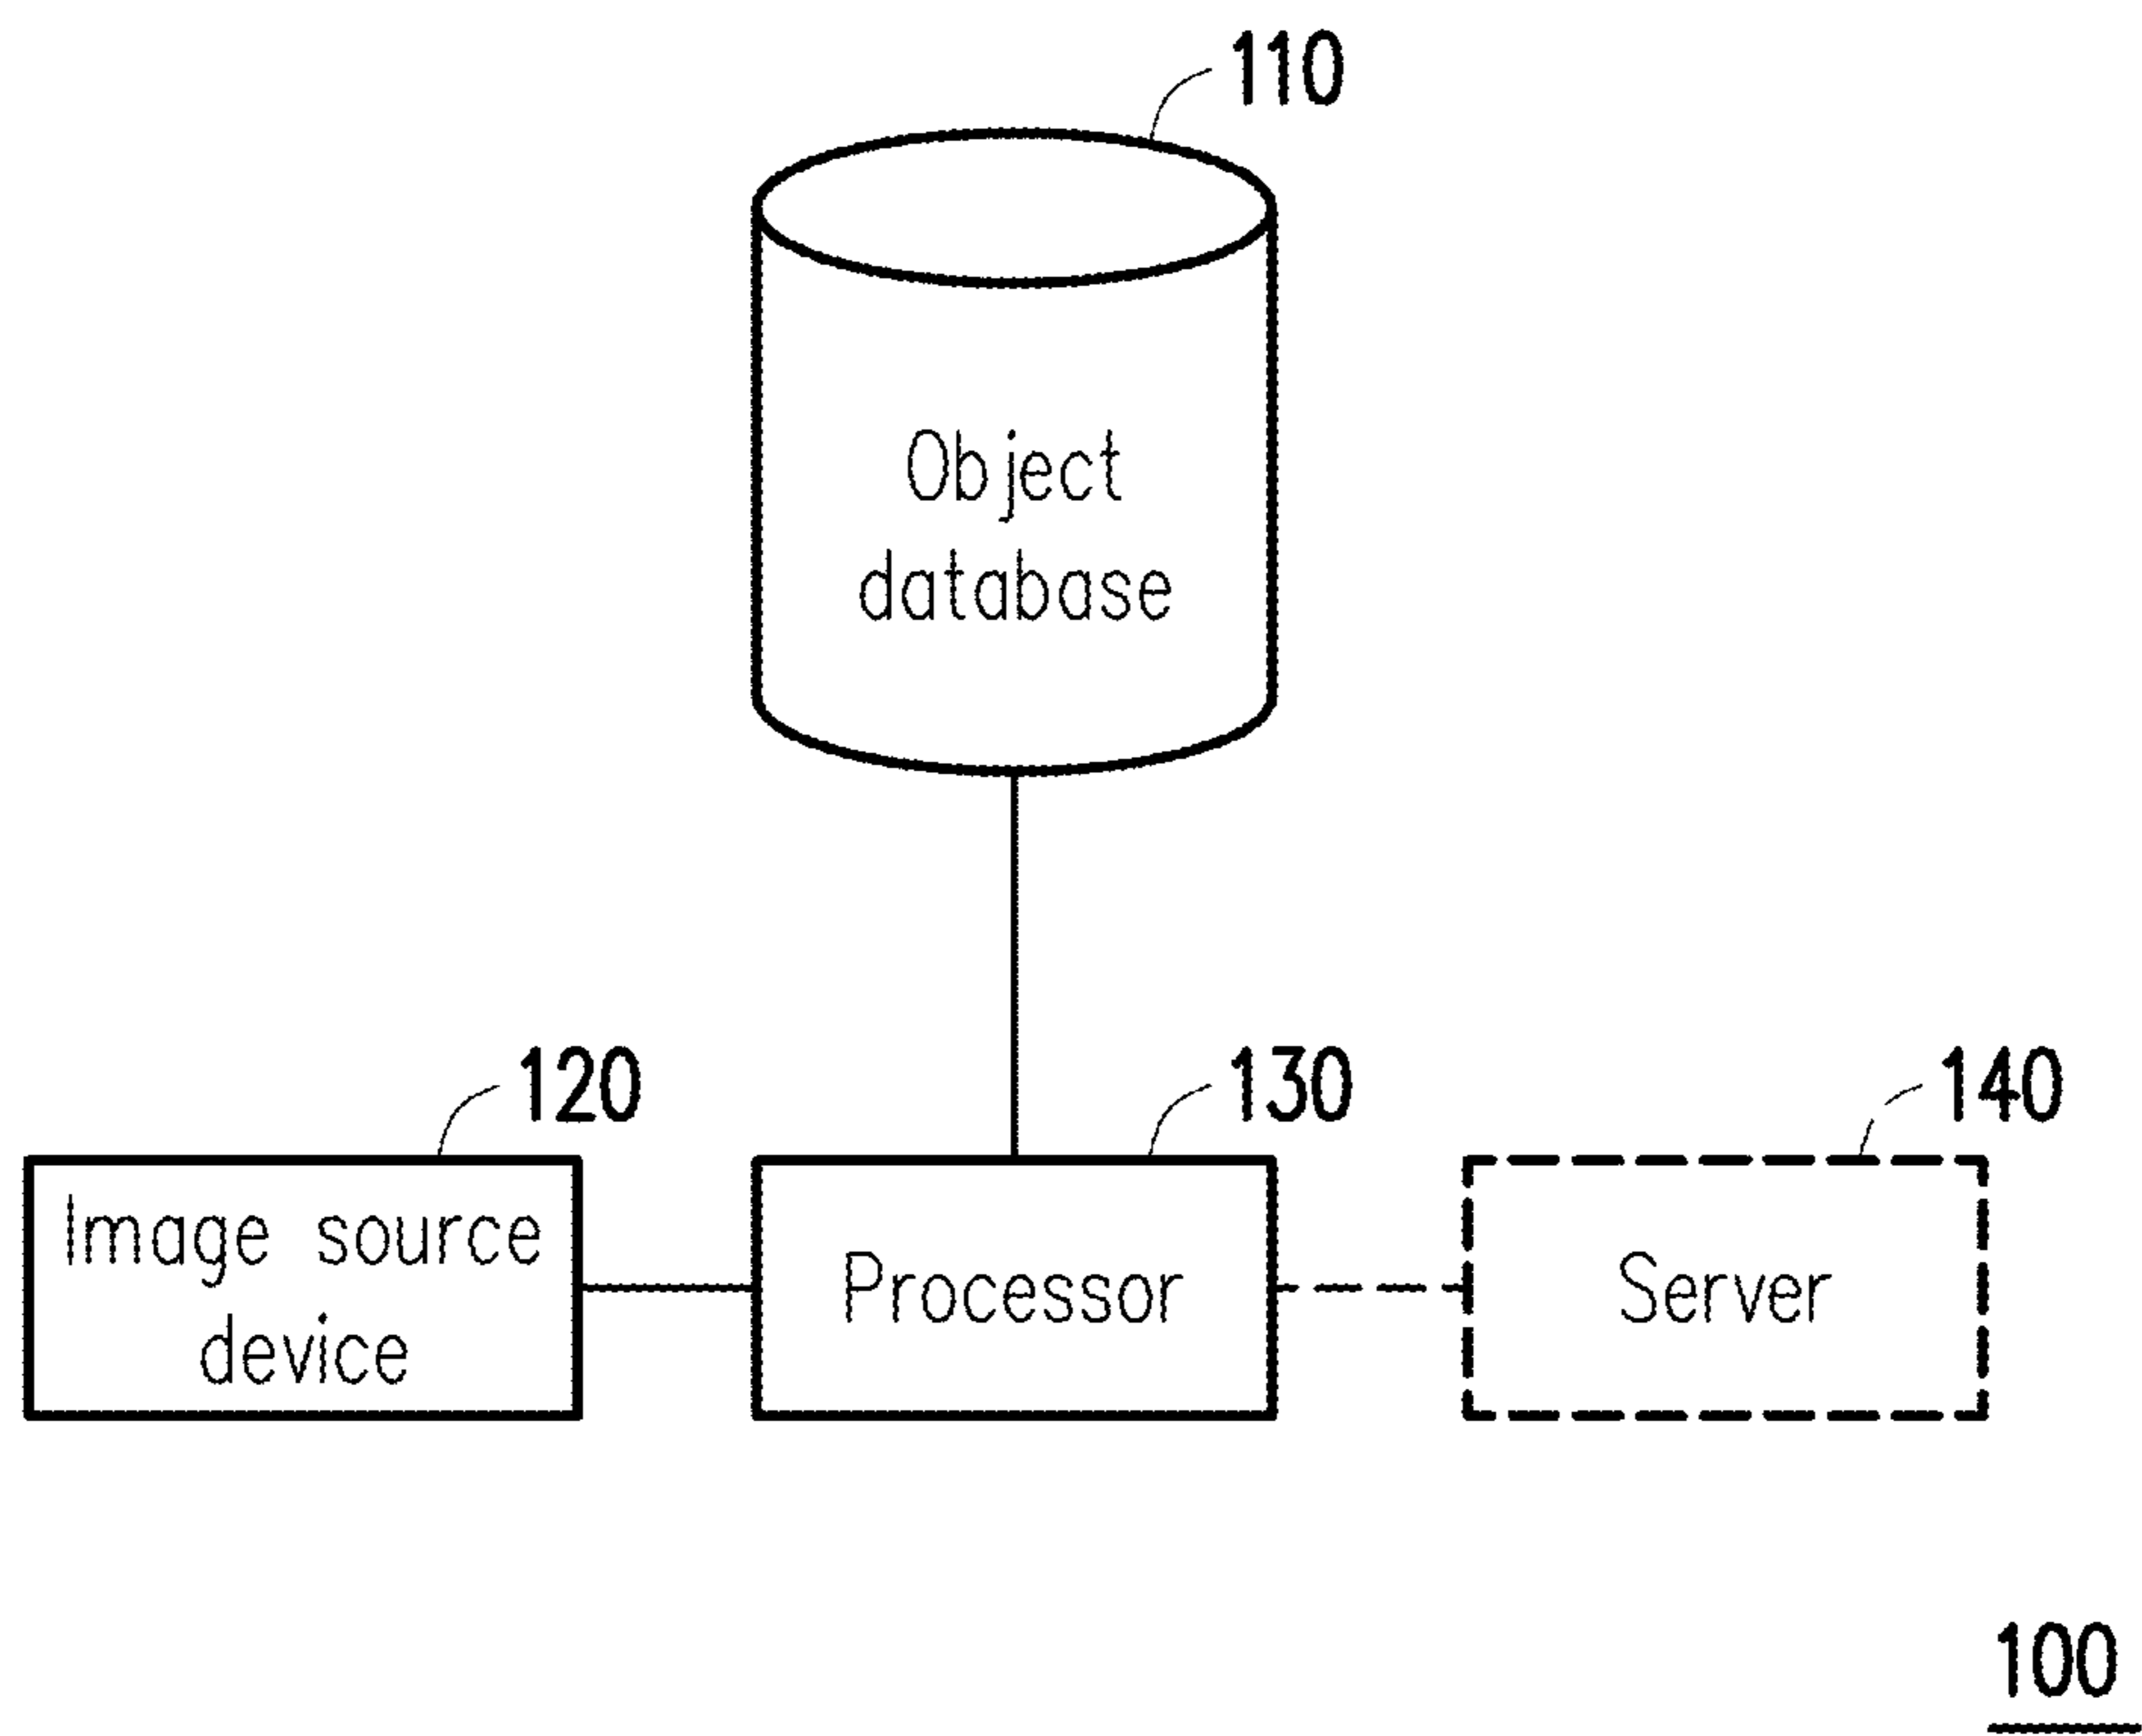 110
Object
database
120
130
140
Image source
device
Processor
Server
100